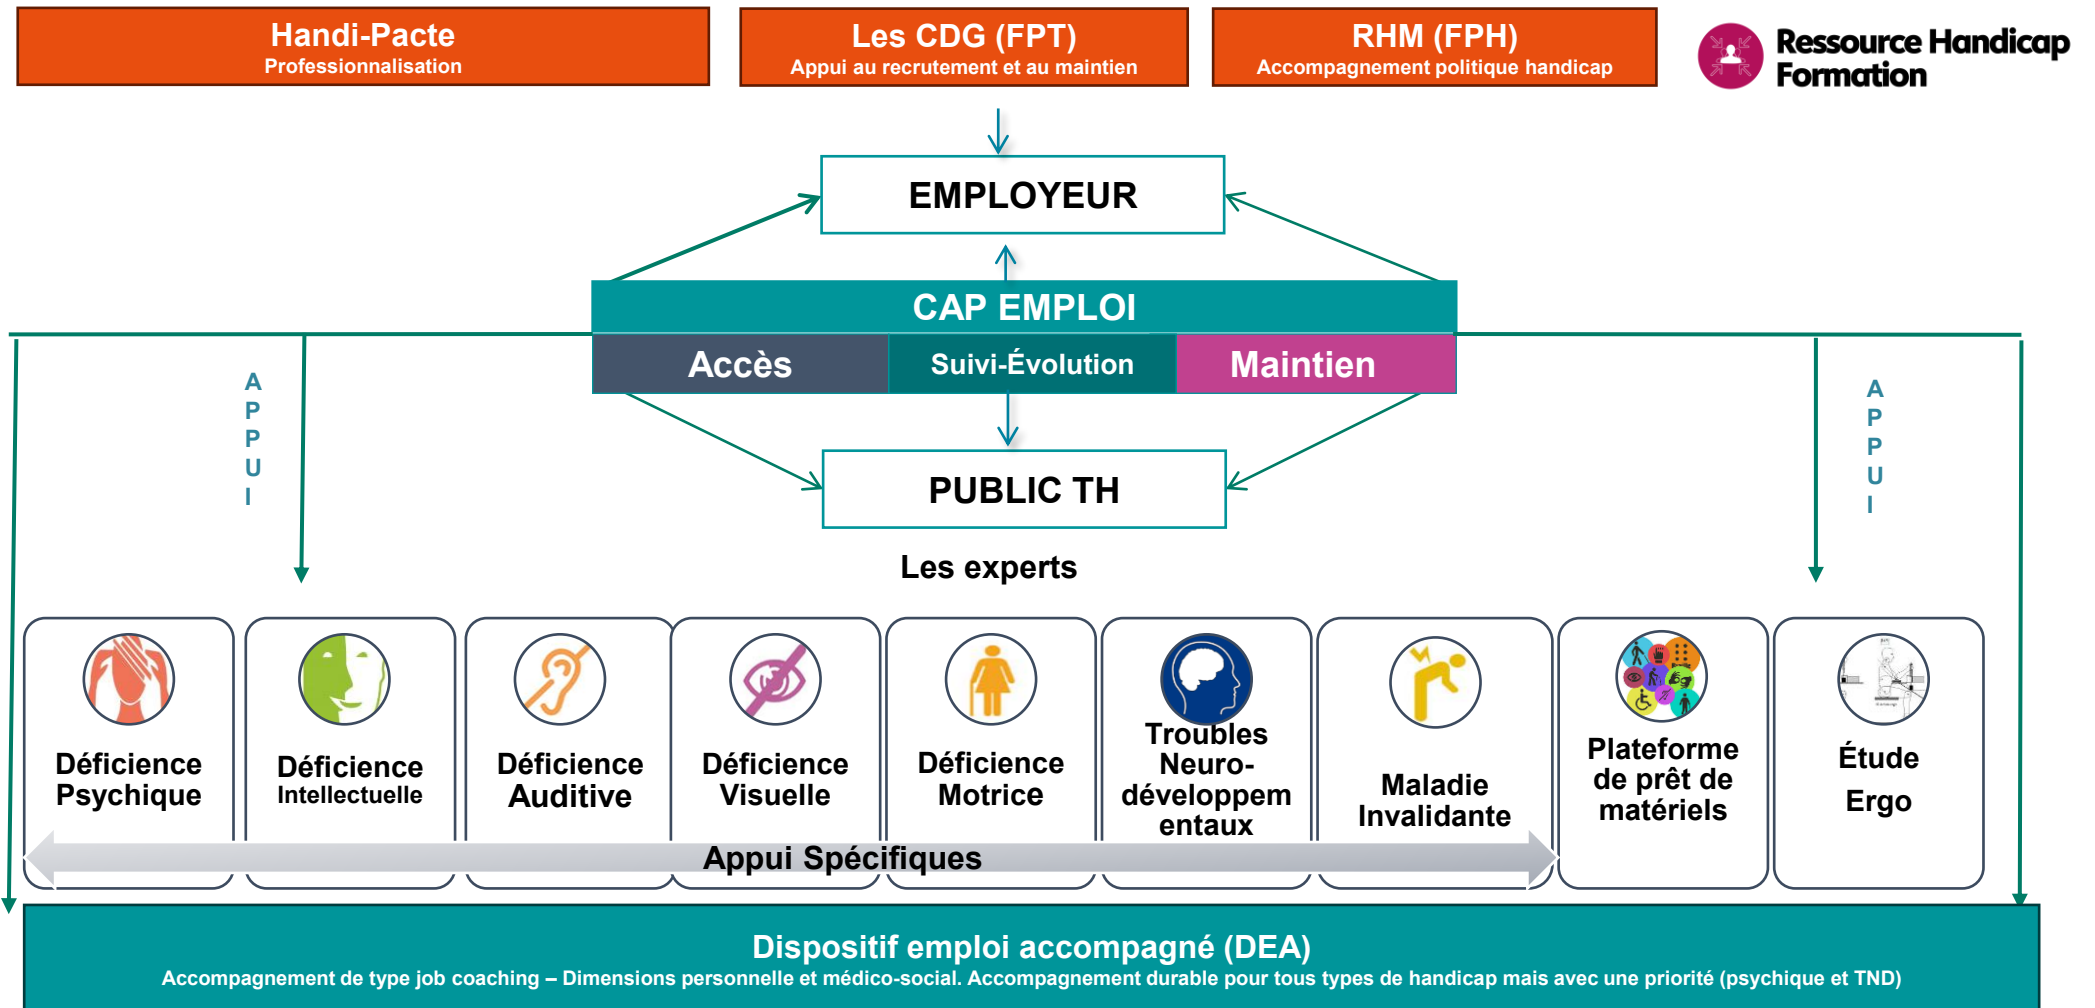 Handi-Pacte
Professionnalisation
Les CDG (FPT)
Appui au recrutement et au maintien
RHM (FPH)
Accompagnement politique handicap
Ressource Handicap
Formation
EMPLOYEUR
CAP EMPLOI
Accès
Suivi-Évolution
Maintien
A
P
P
U
I
A
P
P
U
I
PUBLIC TH
Les experts
Déficience
Psychique
Déficience
Intellectuelle
Déficience
Auditive
Déficience
Visuelle
Déficience
Motrice
Troubles
Neuro-
développem
entaux
Maladie
Invalidante
Plateforme
de prêt de
matériels
Étude
Ergo
Appui Spécifiques
Dispositif emploi accompagné (DEA)
Accompagnement de type job coaching – Dimensions personnelle et médico-social. Accompagnement durable pour tous types de handicap mais avec une priorité (psychique et TND)